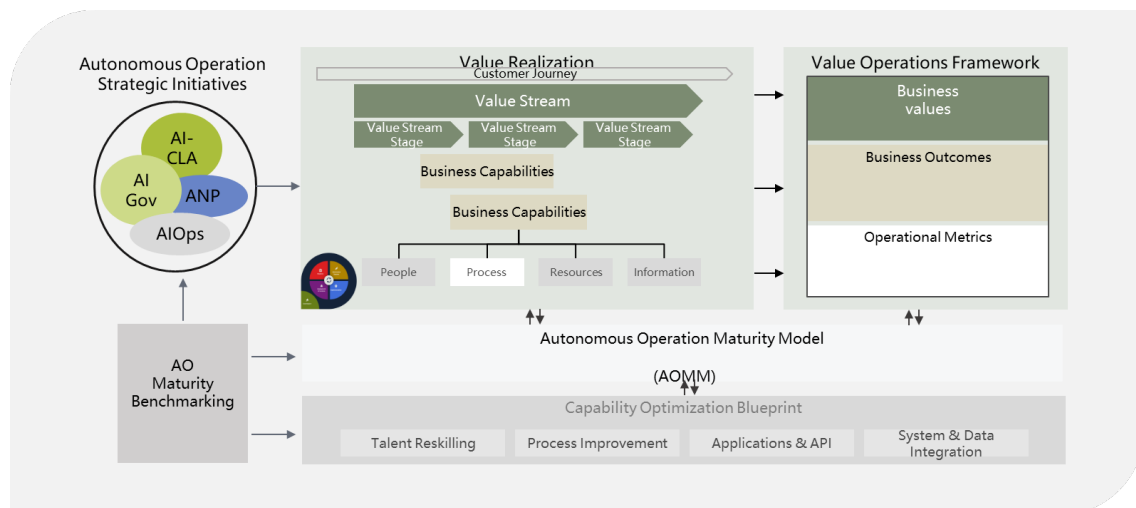 Autonomous Operation
Strategic Initiatives
AI-
CLA
AI
Gov
ANP
AIOps
AO
Maturity
Benchmarking
Value Realization
Customer Journey
Value Stream
Value Stream
Stage
Value Stream
Stage
Value Stream
Stage
Business Capabilities
Business Capabilities
People
Process
Resources
Information
Value Operations Framework
Business
values
Business Outcomes
Operational Metrics
Autonomous Operation Maturity Model
(AOMM)
Capability Optimization Blueprint
Talent Reskilling
Process Improvement
Applications & API
System & Data
Integration